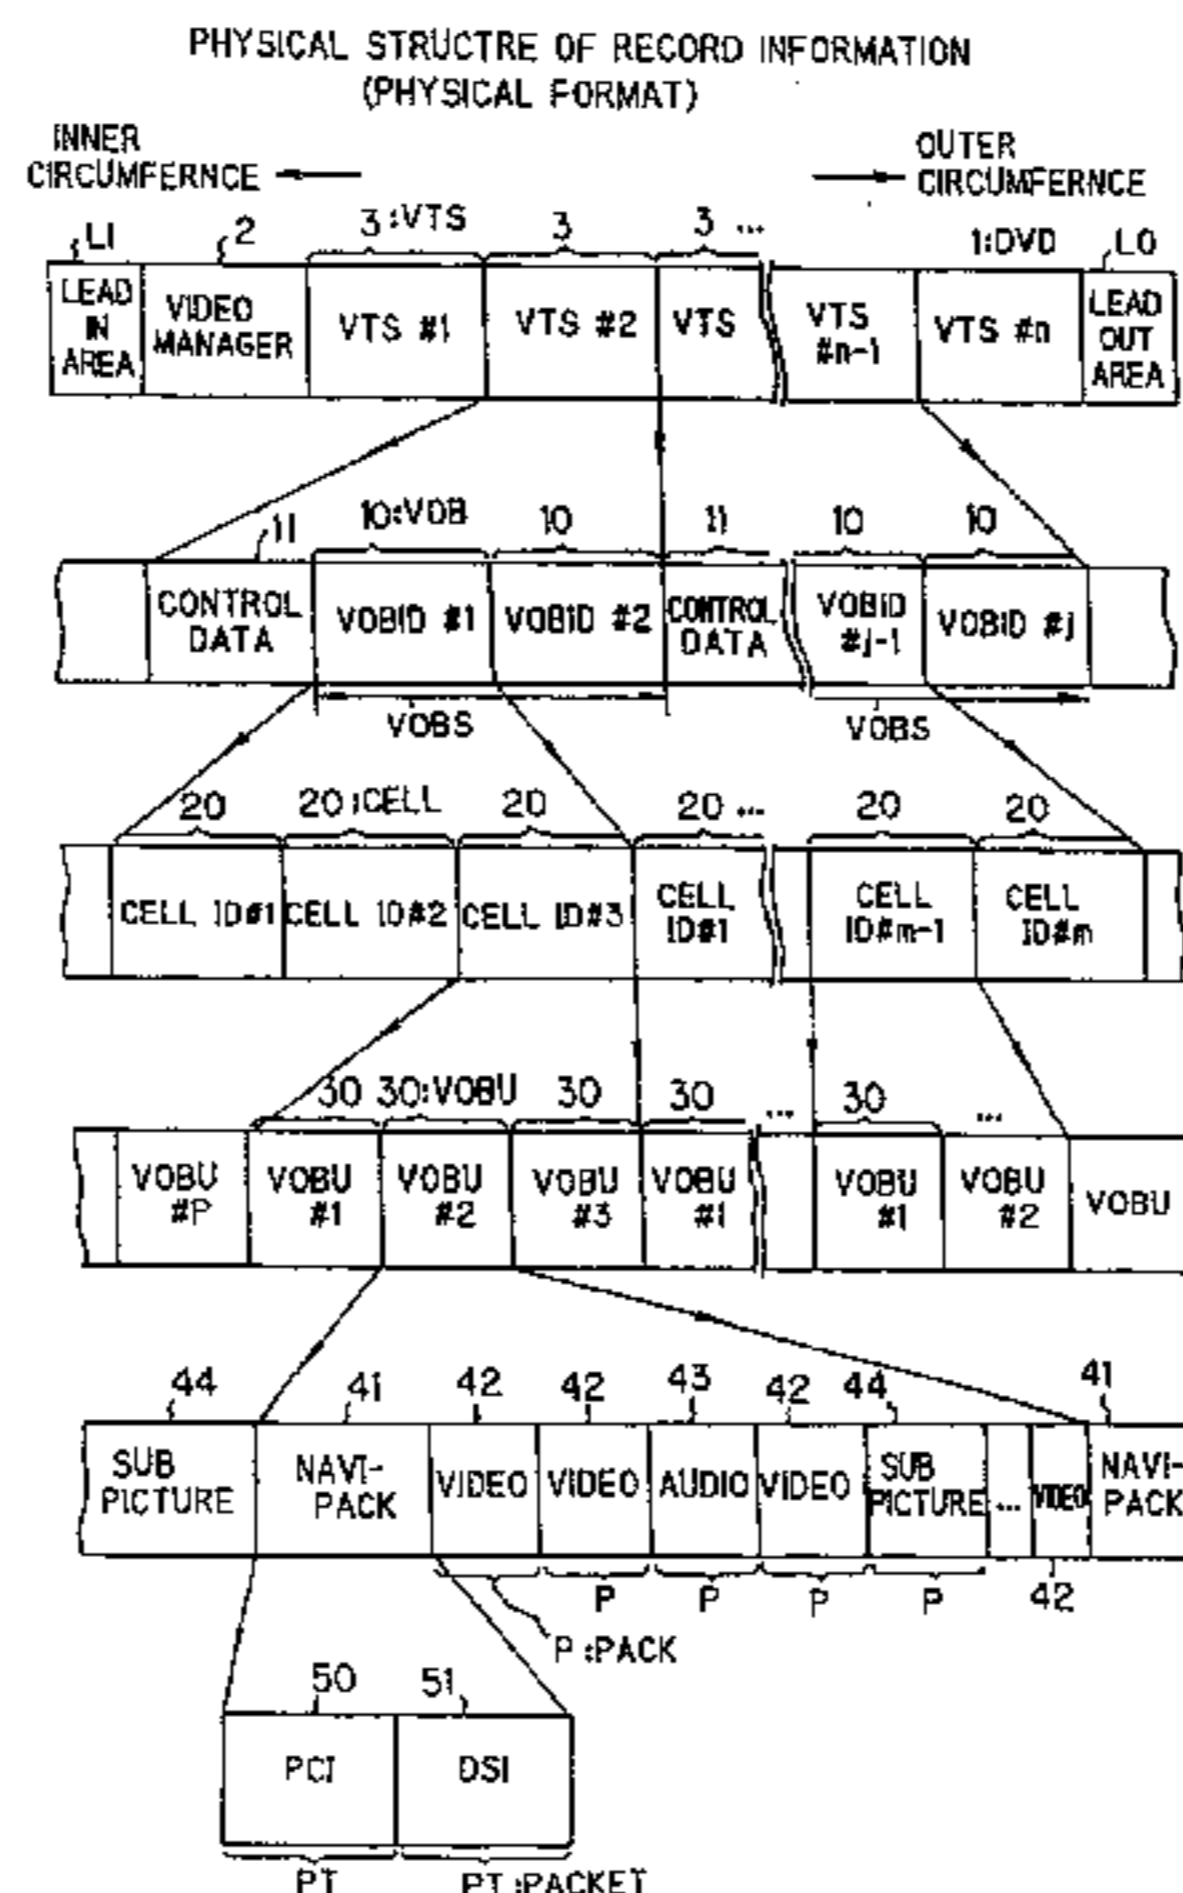 PHYSICAL STRUCTRE OF RECORD INFORMATION
(PHYSICAL FORMAT)
INNER
CIRCUMFERNCE
OUTER
CIRCUMFERNCE
LI 2 3:VTS 3 3 ... 1:DVD LO
LEAD IN AREA
VIDEO MANAGER
VTS #1
VTS #2
VTS
VTS #n-1
VTS #n
LEAD OUT AREA
11 10:VOB 10 11 10 10
CONTROL DATA
VOBID #1
VOBID #2
CONTROL DATA
VOBID #j-1
VOBID #j
VOBS
VOBS
20 20:CELL 20 20 ... 20 20
CELL ID#1
CELL ID#2
CELL ID#3
CELL ID#1
CELL ID#m-1
CELL ID#m
30 30:VOBU 30 30 ... 30 ...
VOBU #P
VOBU #1
VOBU #2
VOBU #3
VOBU #1
VOBU #1
VOBU #2
VOBU
44 41 42 42 43 42 44 41
SUB PICTURE
NAVI-PACK
VIDEO
VIDEO
AUDIO
VIDEO
SUB PICTURE
...
VIDEO
NAVI-PACK
P P P P 42
P:PACK
50 51
PCI
DSI
PT PT:PACKET